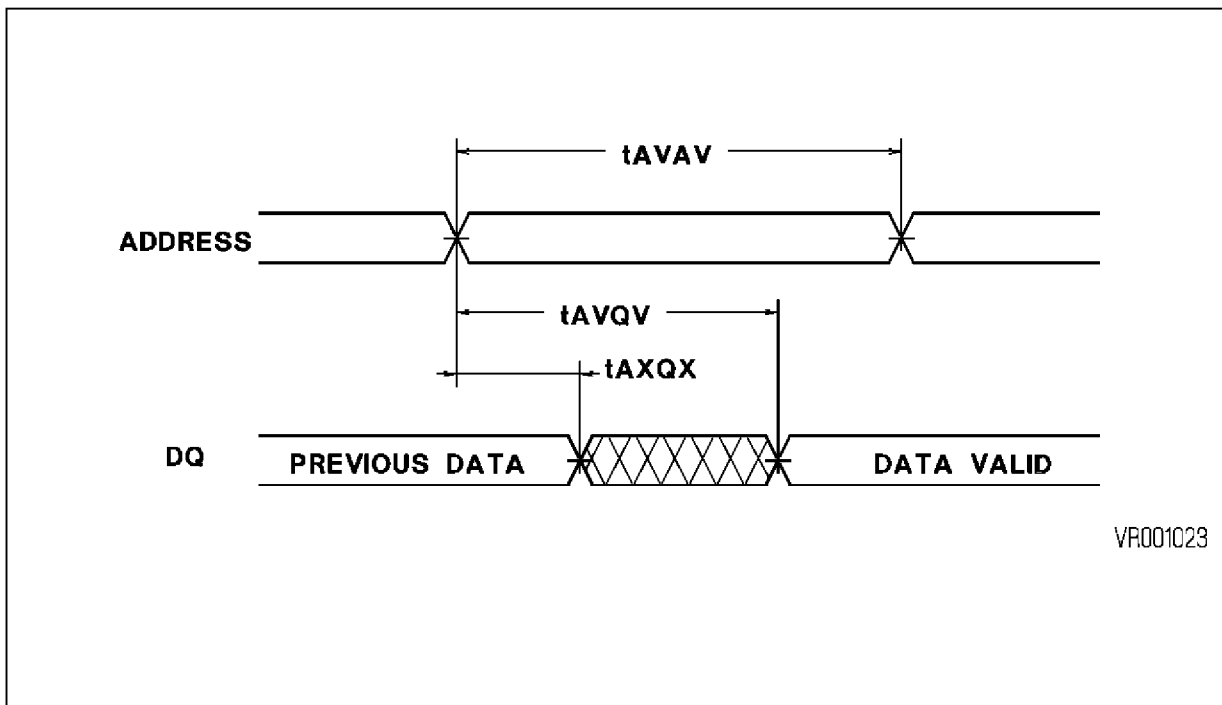 tAVAV
ADDRESS
tAVQV
tAXQX
DQ
PREVIOUS DATA
DATA VALID
VR001023